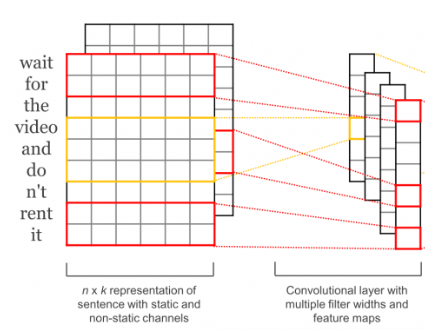 wait
for
the
video
and
do
n't
rent
it
n x k representation of
sentence with static and
non-static channels
Convolutional layer with
multiple filter widths and
feature maps